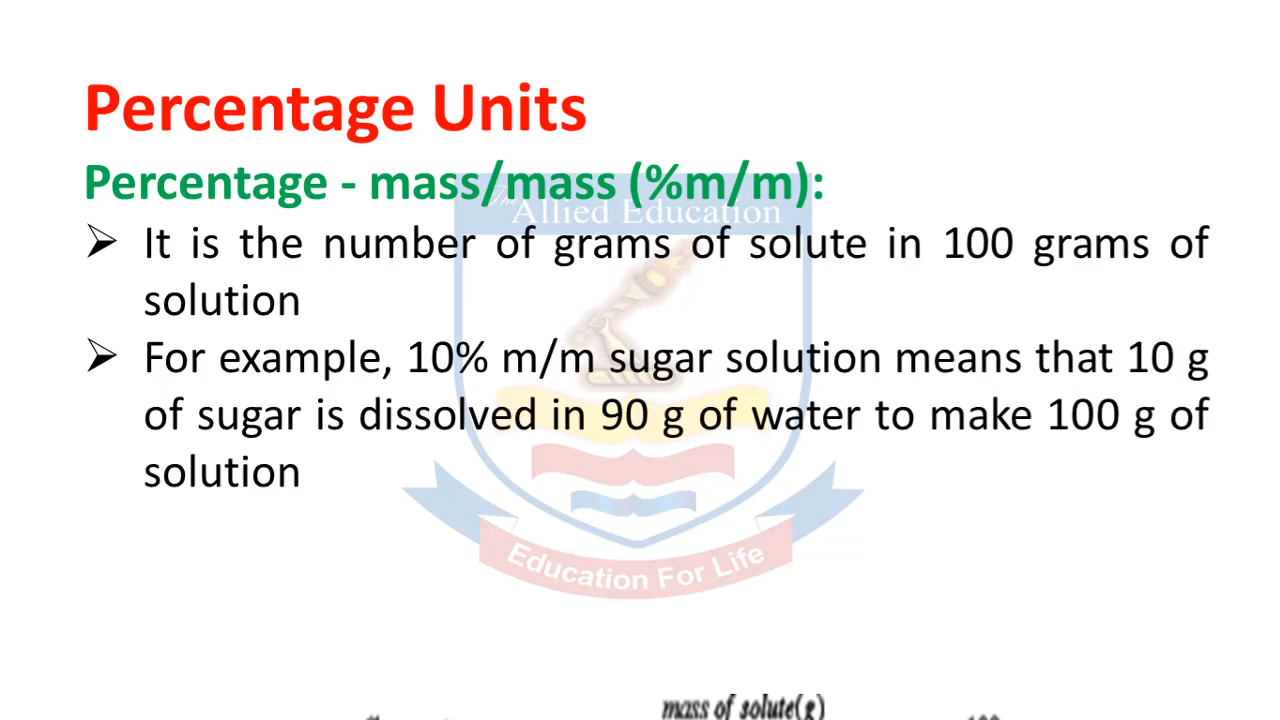 Percentage Units
Percentage - mass/mass (%m/m):
The
Allied Education
➢ It is the number of grams of solute in 100 grams of
solution
➢ For example, 10% m/m sugar solution means that 10 g
of sugar is dissolved in 90 g of water to make 100 g of
solution
Education For Life
mass of solute(g)